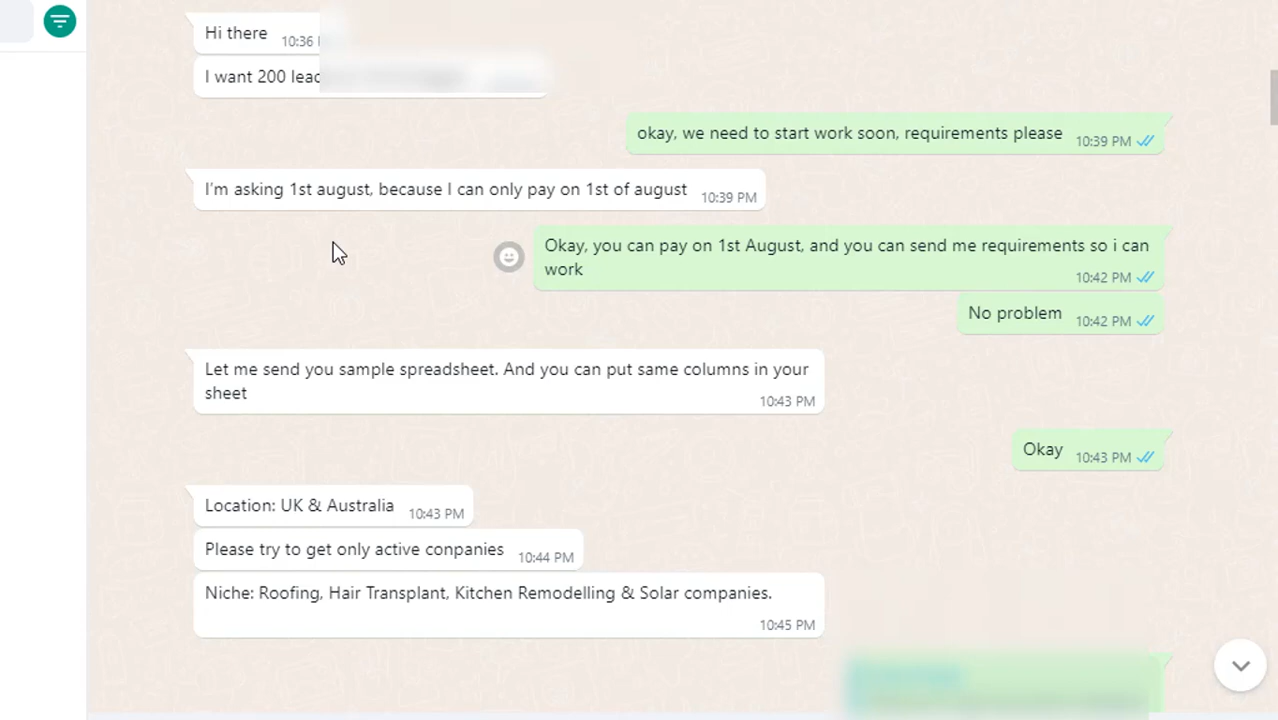 Hi there 10:36
I want 200
okay, we need to start work soon, requirements please 10:39 PM
I'm asking 1st august, because I can only pay on 1st of august 10:39 PM
Okay, you can pay on 1st August, and you can send me requirements so i can
work 10:42 PM
No problem 10:42 PM
Let me send you sample spreadsheet. And you can put same columns in your
sheet 10:43 PM
Okay 10:43 PM
Location: UK & Australia 10:43 PM
Please try to get only active conpanies 10:44 PM
Niche: Roofing, Hair Transplant, Kitchen Remodelling & Solar companies.
10:45 PM